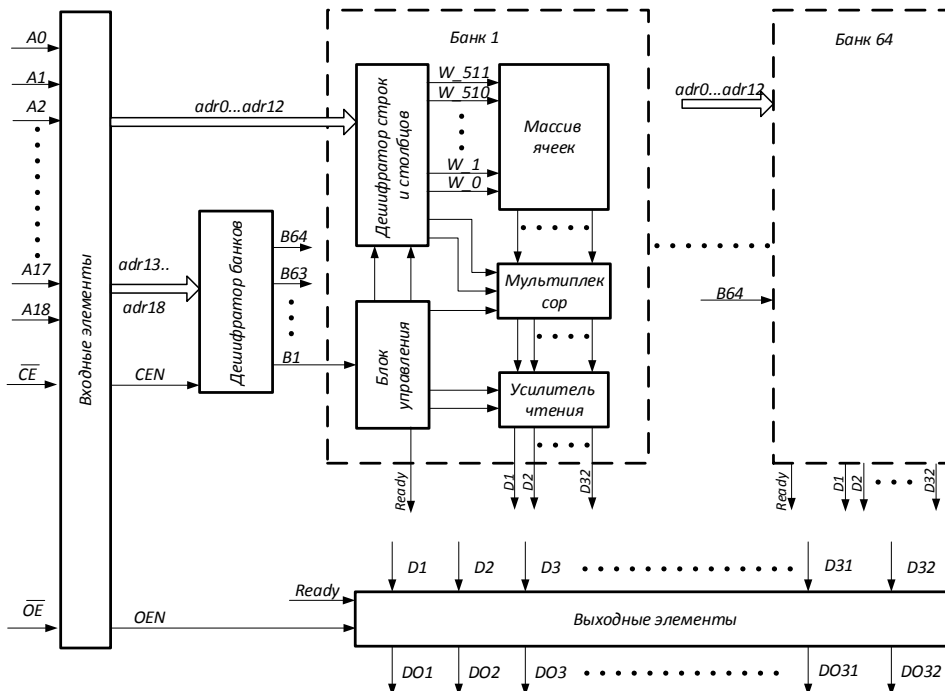 A0
A1
A2
A17
A18
CE
OE
Входные элементы
adr0...adr12
adr13..
adr18
CEN
OEN
Дешифратор банков
B64
B63
B1
Банк 1
Дешифратор строк
и столбцов
W_511
W_510
W_1
W_0
Массив
ячеек
Мультиплек
сор
Блок
управления
Усилитель
чтения
Ready
D1
D2
D32
adr0...adr12
Банк 64
B64
Ready
D1
D2
D32
D1
D2
D3
D31
D32
Ready
Выходные элементы
DO1
DO2
DO3
DO31
DO32